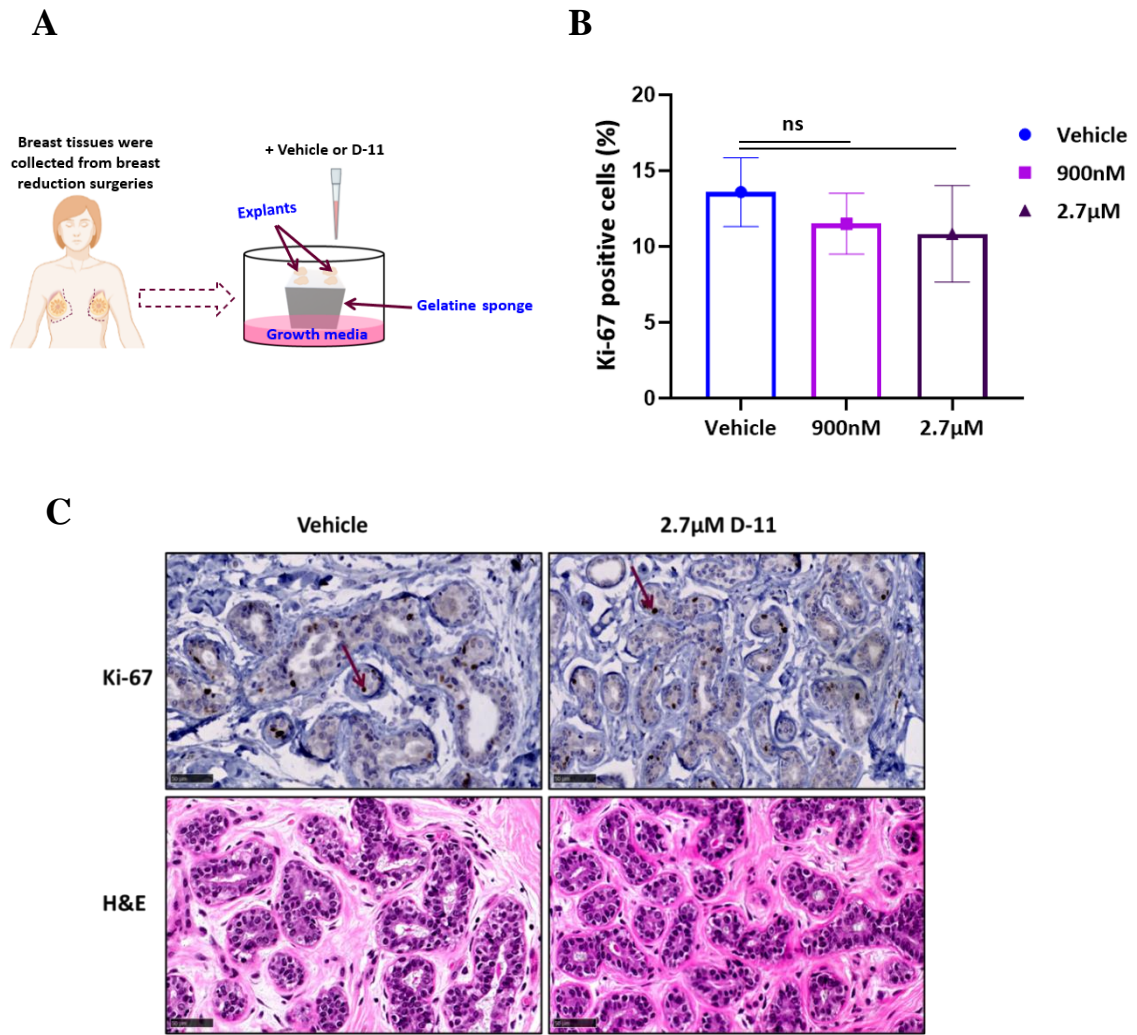 A
Breast tissues were
collected from breast
reduction surgeries
+ Vehicle or D-11
Explants
Gelatine sponge
Growth media
B
Ki-67 positive cells (%)
20
15
10
5
0
ns
Vehicle
900nM
2.7µM
Vehicle
900nM
2.7µM
C
Vehicle
2.7µM D-11
Ki-67
H&E